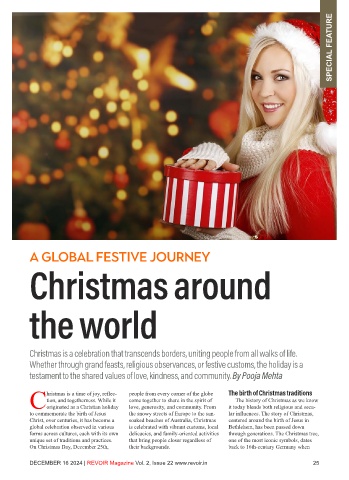 SPECIAL FEATURE
A GLOBAL FESTIVE JOURNEY
Christmas around
the world
Christmas is a celebration that transcends borders, uniting people from all walks of life.
Whether through grand feasts, religious observances, or festive customs, the holiday is a
testament to the shared values of love, kindness, and community. By Pooja Mehta
Christmas is a time of joy, reflec-
tion, and togetherness. While it
originated as a Christian holiday
to commemorate the birth of Jesus
Christ, over centuries, it has become a
global celebration observed in various
forms across cultures, each with its own
unique set of traditions and practices.
On Christmas Day, December 25th,
people from every corner of the globe
come together to share in the spirit of
love, generosity, and community. From
the snowy streets of Europe to the sun-
soaked beaches of Australia, Christmas
is celebrated with vibrant customs, local
delicacies, and family-oriented activities
that bring people closer regardless of
their backgrounds.
The birth of Christmas traditions
The history of Christmas as we know
it today blends both religious and secu-
lar influences. The story of Christmas,
centered around the birth of Jesus in
Bethlehem, has been passed down
through generations. The Christmas tree,
one of the most iconic symbols, dates
back to 16th-century Germany when
DECEMBER 16 2024 | REVOIR Magazine Vol. 2, Issue 22 www.revoir.in
25